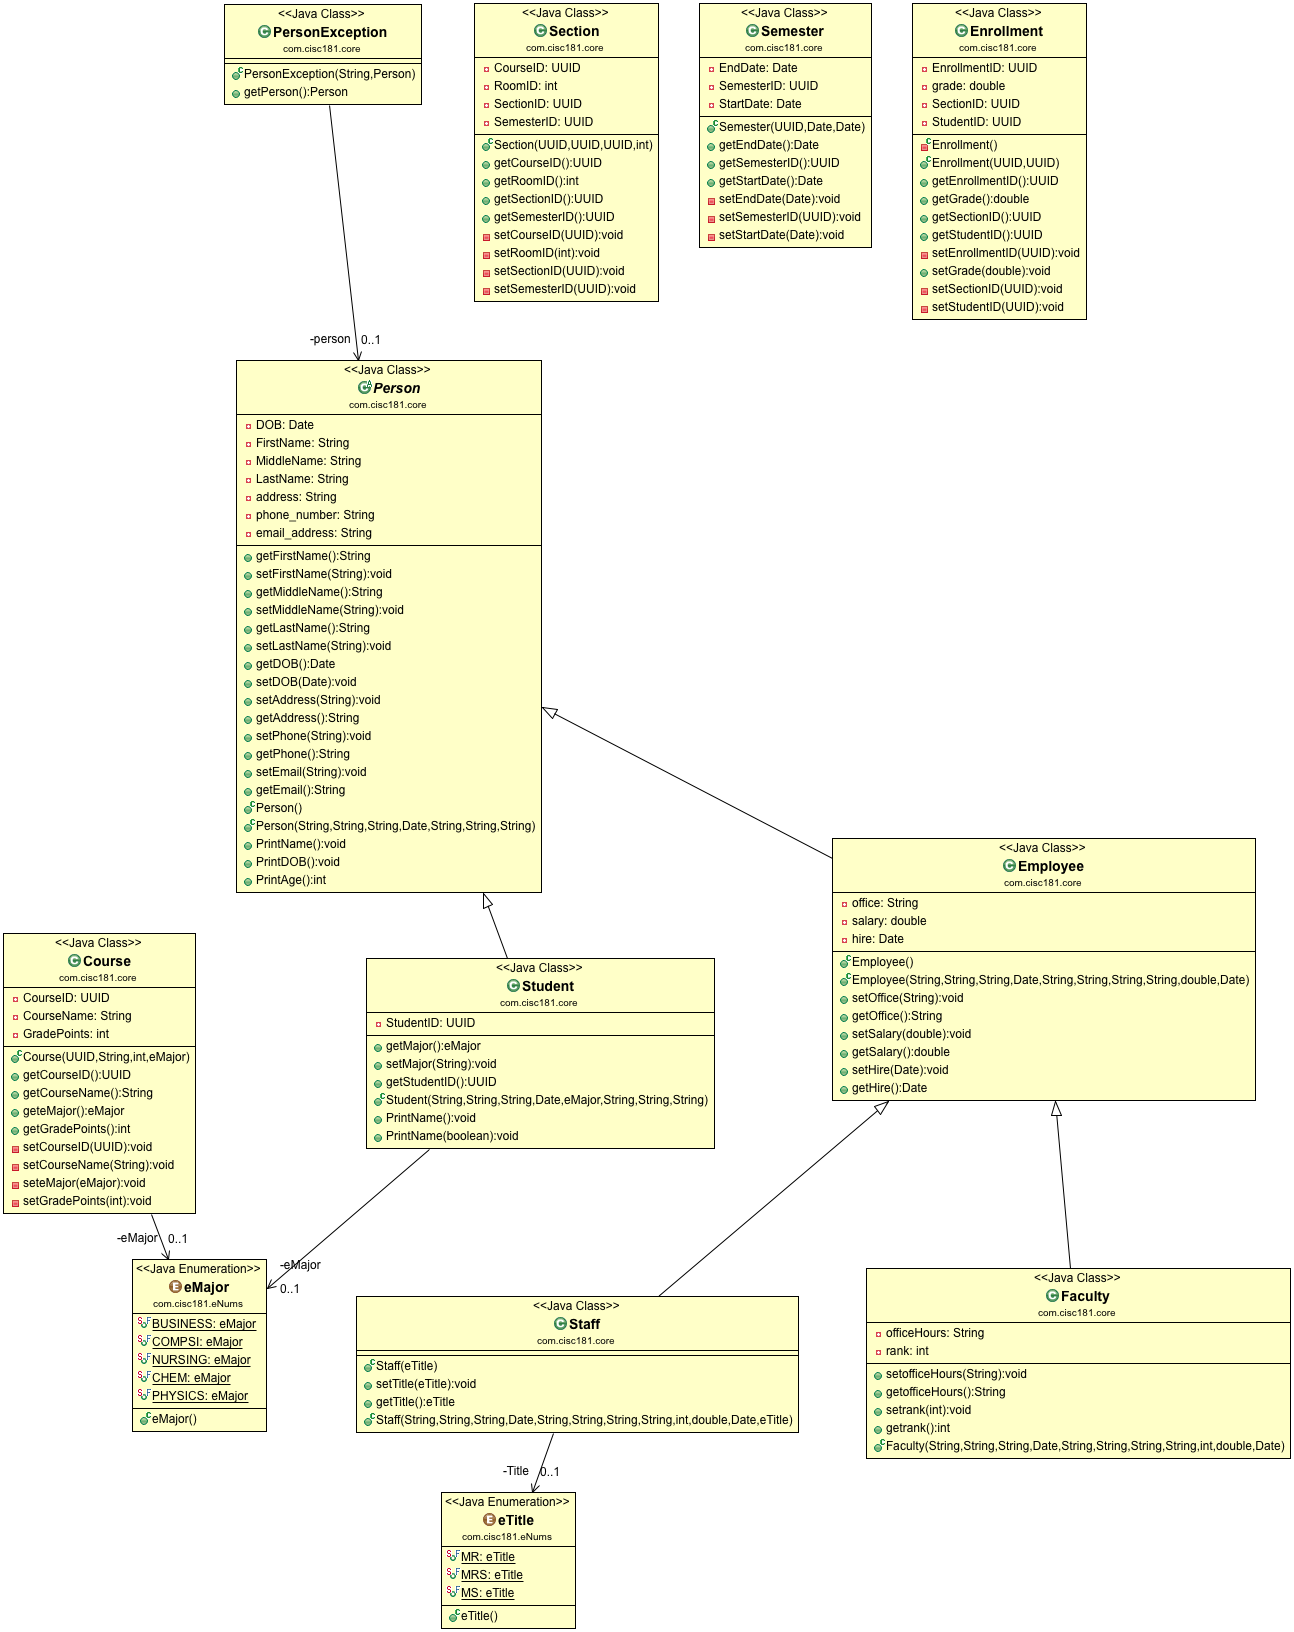 <<Java Class>>
PersonException
com.cisc181.core
PersonException(String,Person)
getPerson():Person
<<Java Class>>
Section
com.cisc181.core
CourseID: UUID
RoomID: int
SectionID: UUID
SemesterID: UUID
Section(UUID,UUID,UUID,int)
getCourseID():UUID
getRoomID():int
getSectionID():UUID
getSemesterID():UUID
setCourseID(UUID):void
setRoomID(int):void
setSectionID(UUID):void
setSemesterID(UUID):void
<<Java Class>>
Semester
com.cisc181.core
EndDate: Date
SemesterID: UUID
StartDate: Date
Semester(UUID,Date,Date)
getEndDate():Date
getSemesterID():UUID
getStartDate():Date
setEndDate(Date):void
setSemesterID(UUID):void
setStartDate(Date):void
<<Java Class>>
Enrollment
com.cisc181.core
EnrollmentID: UUID
grade: double
SectionID: UUID
StudentID: UUID
Enrollment()
Enrollment(UUID,UUID)
getEnrollmentID():UUID
getGrade():double
getSectionID():UUID
getStudentID():UUID
setEnrollmentID(UUID):void
setGrade(double):void
setSectionID(UUID):void
setStudentID(UUID):void
-person 0..1
<<Java Class>>
Person
com.cisc181.core
DOB: Date
FirstName: String
MiddleName: String
LastName: String
address: String
phone_number: String
email_address: String
getFirstName():String
setFirstName(String):void
getMiddleName():String
setMiddleName(String):void
getLastName():String
setLastName(String):void
getDOB():Date
setDOB(Date):void
setAddress(String):void
getAddress():String
setPhone(String):void
getPhone():String
setEmail(String):void
getEmail():String
Person()
Person(String,String,String,Date,String,String,String)
PrintName():void
PrintDOB():void
PrintAge():int
<<Java Class>>
Employee
com.cisc181.core
office: String
salary: double
hire: Date
Employee()
Employee(String,String,String,Date,String,String,String,String,double,Date)
setOffice(String):void
getOffice():String
setSalary(double):void
getSalary():double
setHire(Date):void
getHire():Date
<<Java Class>>
Course
com.cisc181.core
CourseID: UUID
CourseName: String
GradePoints: int
Course(UUID,String,int,eMajor)
getCourseID():UUID
getCourseName():String
geteMajor():eMajor
getGradePoints():int
setCourseID(UUID):void
setCourseName(String):void
seteMajor(eMajor):void
setGradePoints(int):void
<<Java Class>>
Student
com.cisc181.core
StudentID: UUID
getMajor():eMajor
setMajor(String):void
getStudentID():UUID
Student(String,String,String,Date,eMajor,String,String,String)
PrintName():void
PrintName(boolean):void
-eMajor 0..1
-eMajor
0..1
<<Java Enumeration>>
eMajor
com.cisc181.eNums
BUSINESS: eMajor
COMPSI: eMajor
NURSING: eMajor
CHEM: eMajor
PHYSICS: eMajor
eMajor()
<<Java Class>>
Staff
com.cisc181.core
Staff(eTitle)
setTitle(eTitle):void
getTitle():eTitle
Staff(String,String,String,Date,String,String,String,String,int,double,Date,eTitle)
<<Java Class>>
Faculty
com.cisc181.core
officeHours: String
rank: int
setofficeHours(String):void
getofficeHours():String
setrank(int):void
getrank():int
Faculty(String,String,String,Date,String,String,String,String,int,double,Date)
-Title 0..1
<<Java Enumeration>>
eTitle
com.cisc181.eNums
MR: eTitle
MRS: eTitle
MS: eTitle
eTitle()